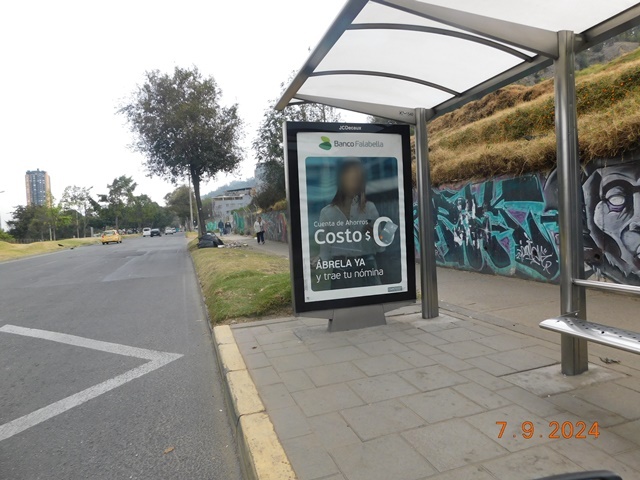 JCDecaux
Banco Falabella
Cuenta de Ahorros
Costo $0
ÁBRELA YA
y trae tu nómina
7.9.2024